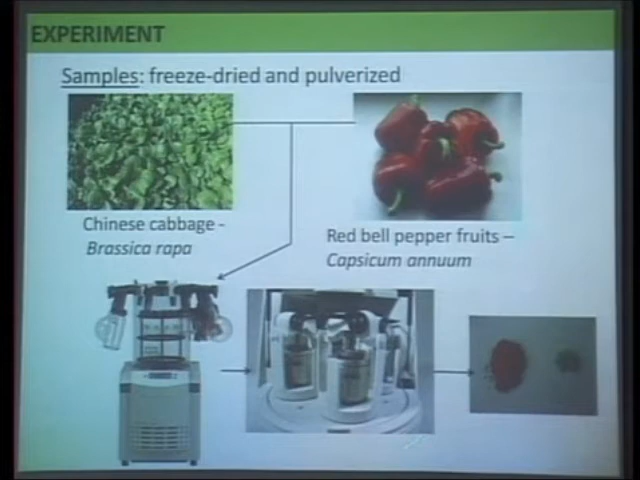 EXPERIMENT
Samples: freeze-dried and pulverized
Chinese cabbage -
Brassica rapa
Red bell pepper fruits –
Capsicum annuum